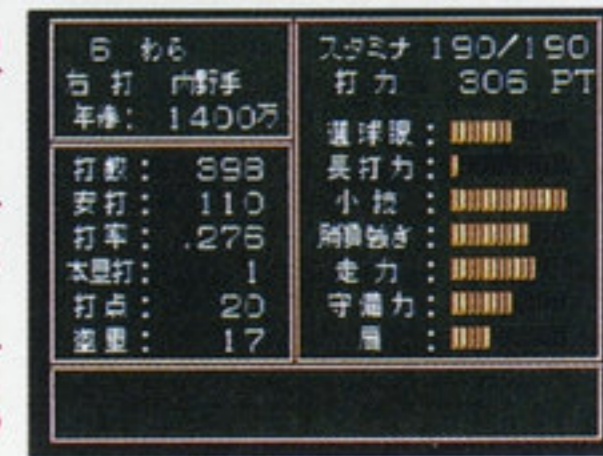 6 わら
右打 内野手
年俸: 1400万
打数: 398
安打: 110
打率: .276
本塁打: 1
打点: 20
盗塁: 17
スタミナ 190/190
打力 306 PT
選球眼:
長打力:
小技:
勝負強さ:
走力:
守備力:
肩: